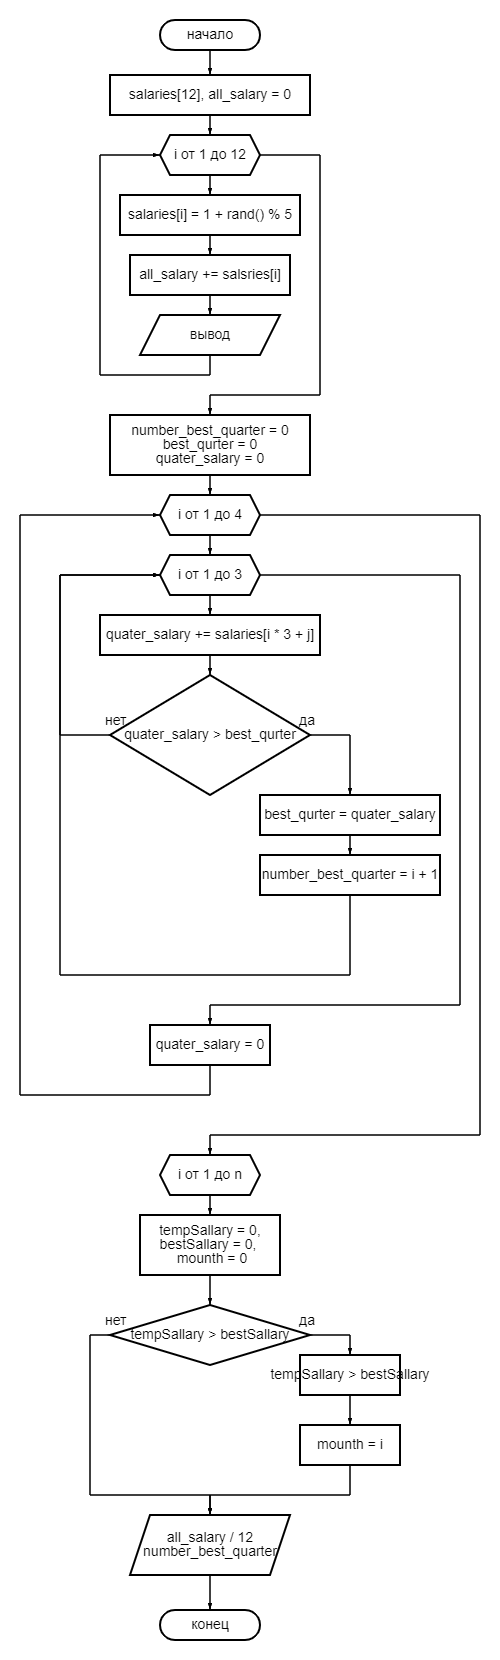 начало
salaries[12], all_salary = 0
i от 1 до 12
salaries[i] = 1 + rand() % 5
all_salary += salsries[i]
вывод
number_best_quarter = 0
best_qurter = 0
quater_salary = 0
i от 1 до 4
i от 1 до 3
quater_salary += salaries[i * 3 + j]
нет
да
quater_salary > best_qurter
best_qurter = quater_salary
number_best_quarter = i + 1
quater_salary = 0
i от 1 до n
tempSallary = 0,
bestSallary = 0,
mounth = 0
нет
да
tempSallary > bestSallary
tempSallary > bestSallary
mounth = i
all_salary / 12
number_best_quarter
конец